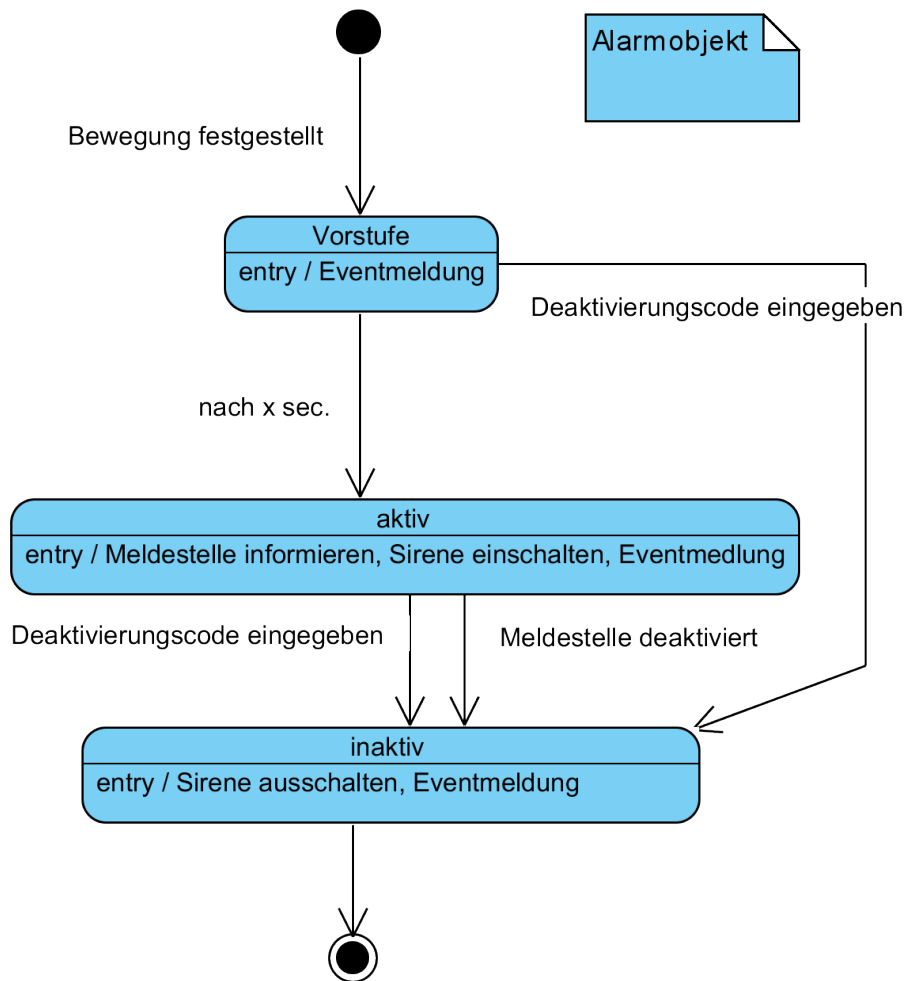 Alarmobjekt
Bewegung festgestellt
Vorstufe
entry / Eventmeldung
Deaktivierungscode eingegeben
nach x sec.
aktiv
entry / Meldestelle informieren, Sirene einschalten, Eventmedlung
Deaktivierungscode eingegeben
Meldestelle deaktiviert
inaktiv
entry / Sirene ausschalten, Eventmeldung